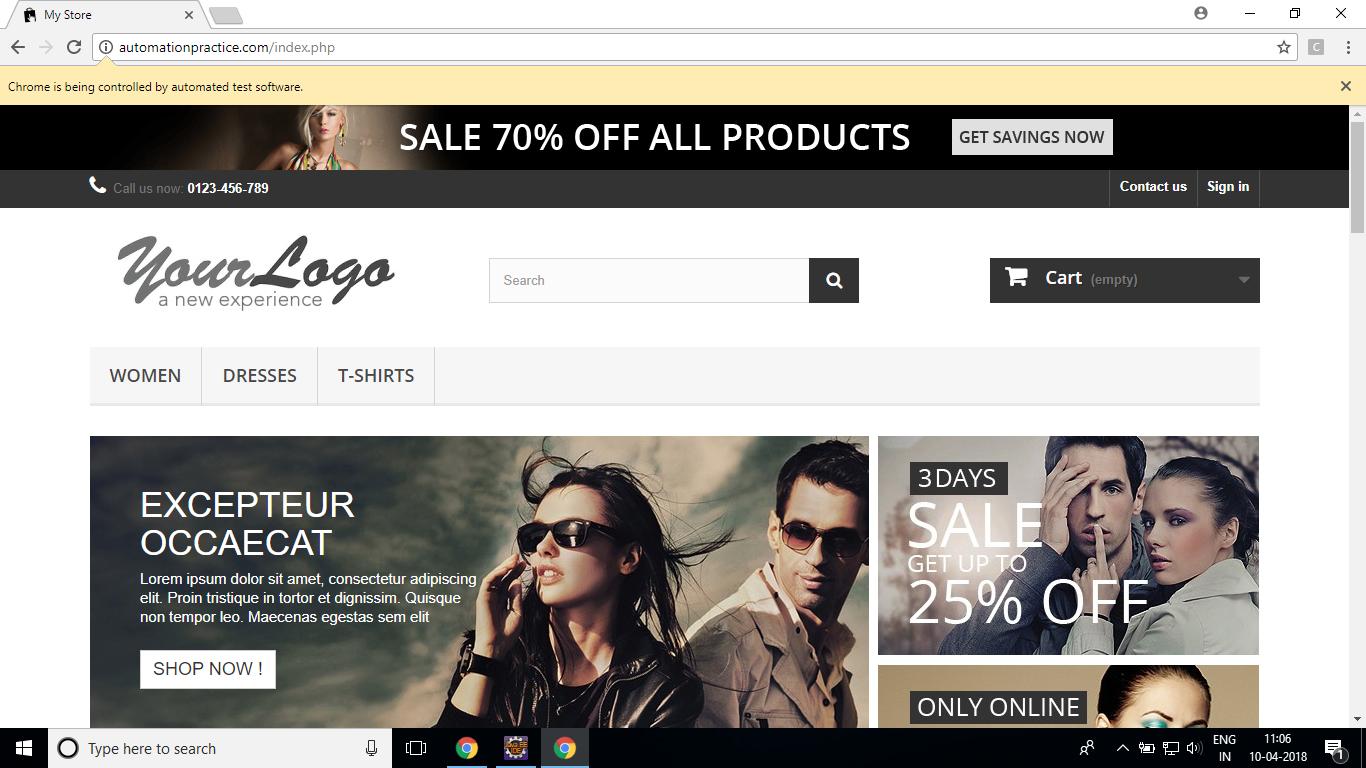 My Store
automationpractice.com/index.php
Chrome is being controlled by automated test software.
SALE 70% OFF ALL PRODUCTS
GET SAVINGS NOW
Call us now: 0123-456-789
Contact us
Sign in
YourLogo
a new experience
Search
Cart (empty)
WOMEN
DRESSES
T-SHIRTS
EXCEPTEUR
OCCAECAT
Lorem ipsum dolor sit amet, consectetur adipiscing
elit. Proin tristique in tortor et dignissim. Quisque
non tempor leo. Maecenas egestas sem elit
SHOP NOW !
3 DAYS
SALE
GET UP TO
25% OFF
ONLY ONLINE
Type here to search
ENG
IN
11:06
10-04-2018
1